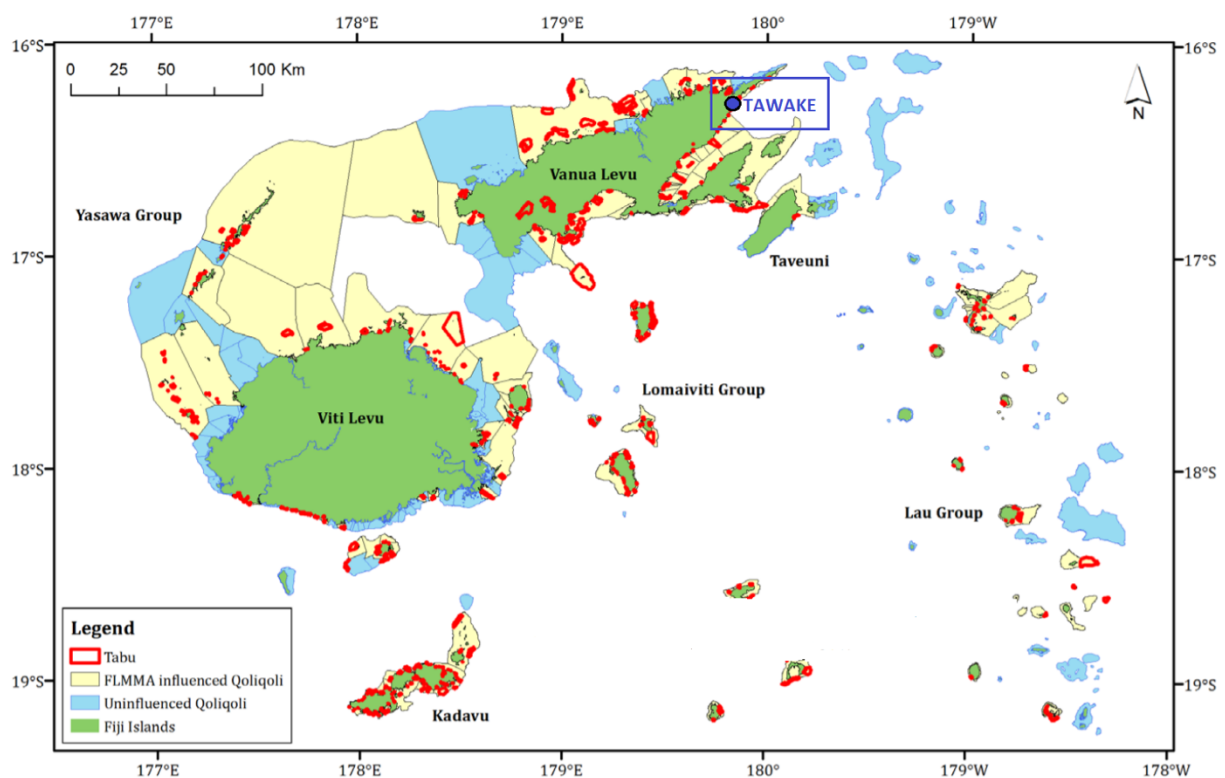 177°E 178°E 179°E 180° 179°W
16°S 16°S
0 25 50 100 Km
N
TAWAKE
Vanua Levu
Yasawa Group
17°S 17°S
Taveuni
Lomaiviti Group
Viti Levu
18°S 18°S
Lau Group
Legend
Tabu
FLMMA influenced Qoliqoli
Uninfluenced Qoliqoli
Fiji Islands
19°S 19°S
Kadavu
177°E 178°E 179°E 180° 179°W 178°W